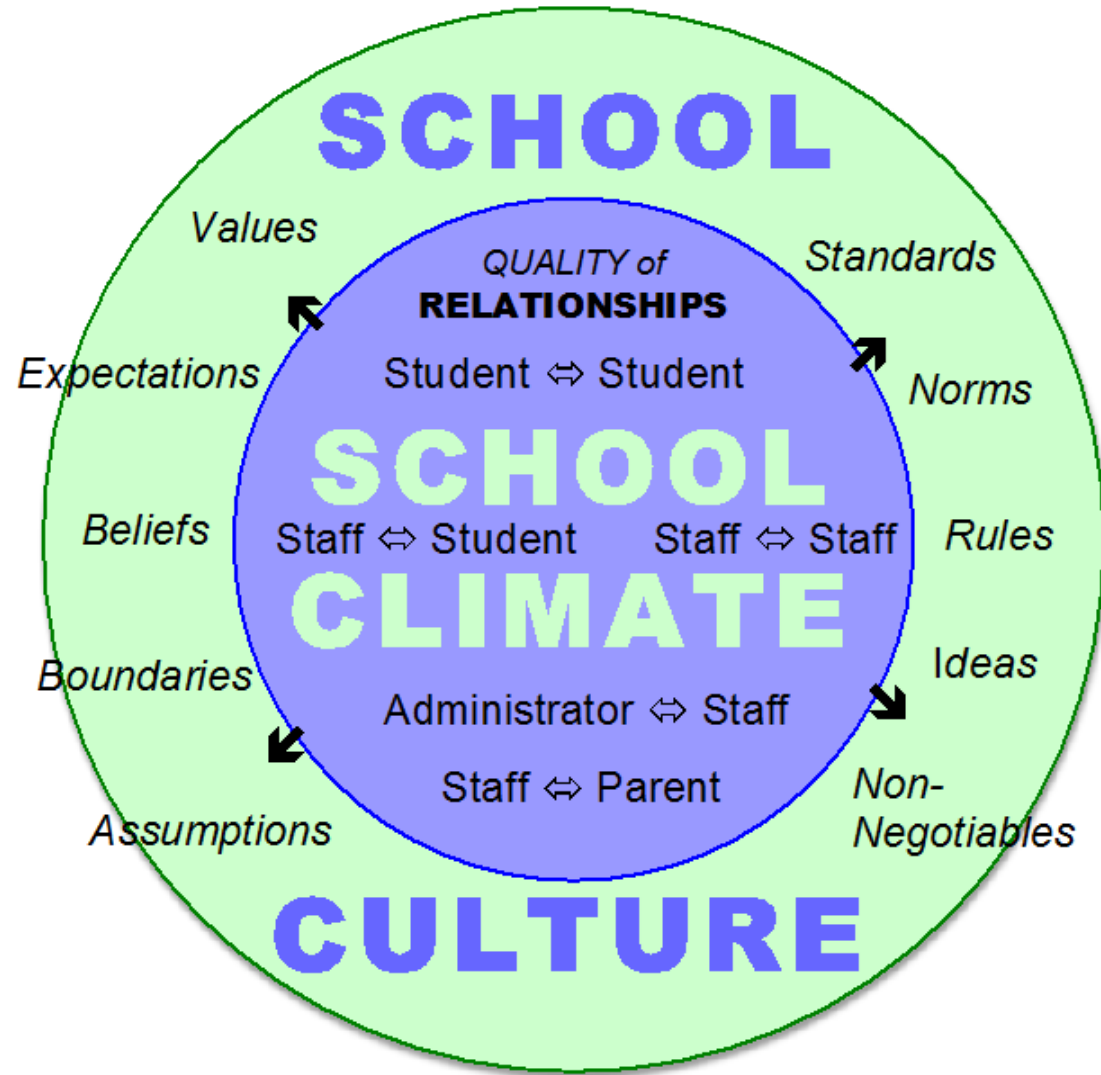 SCHOOL
Values
Standards
QUALITY of
RELATIONSHIPS
Expectations
Student ⇔ Student
Norms
SCHOOL
Beliefs
Staff ⇔ Student
Staff ⇔ Staff
Rules
CLIMATE
Boundaries
Ideas
Administrator ⇔ Staff
Staff ⇔ Parent
Non-
Negotiables
Assumptions
CULTURE